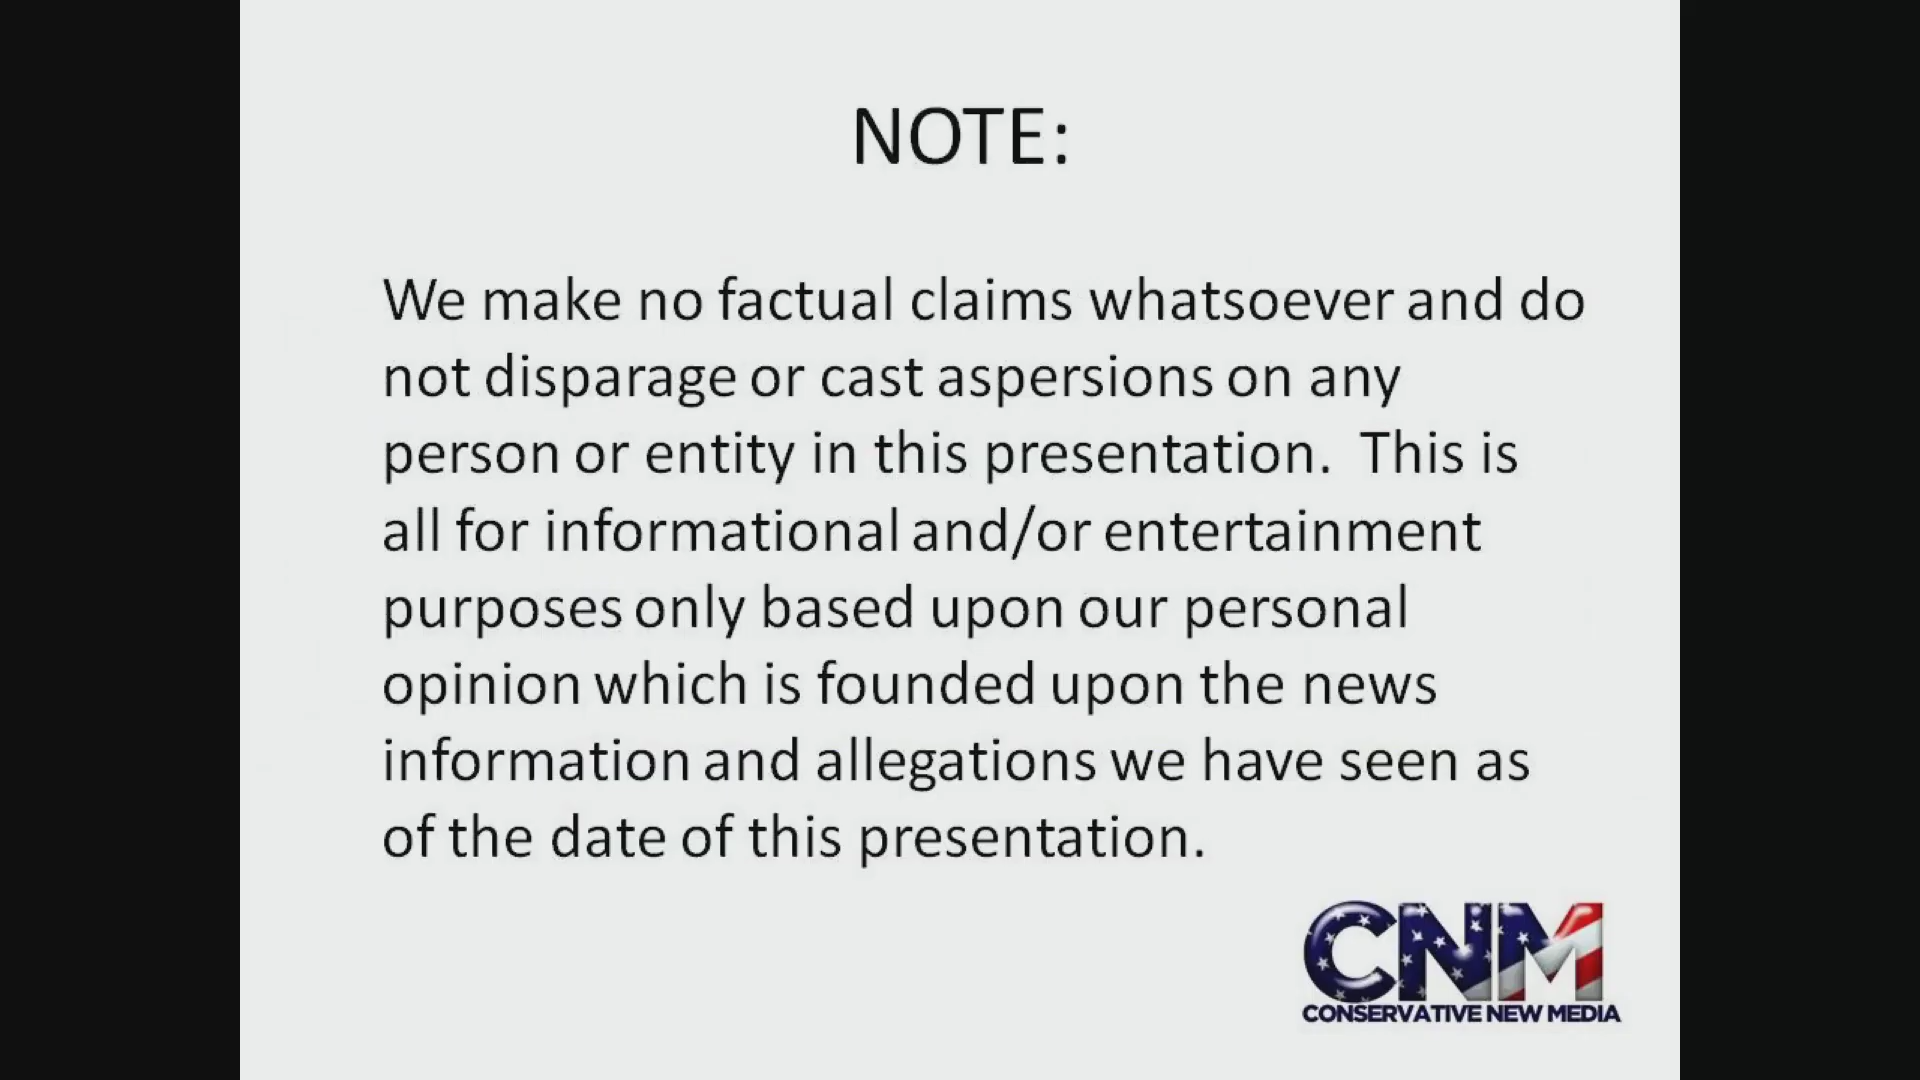 NOTE:
We make no factual claims whatsoever and do
not disparage or cast aspersions on any
person or entity in this presentation.  This is
all for informational and/or entertainment
purposes only based upon our personal
opinion which is founded upon the news
information and allegations we have seen as
of the date of this presentation.
CNM
CONSERVATIVE NEW MEDIA